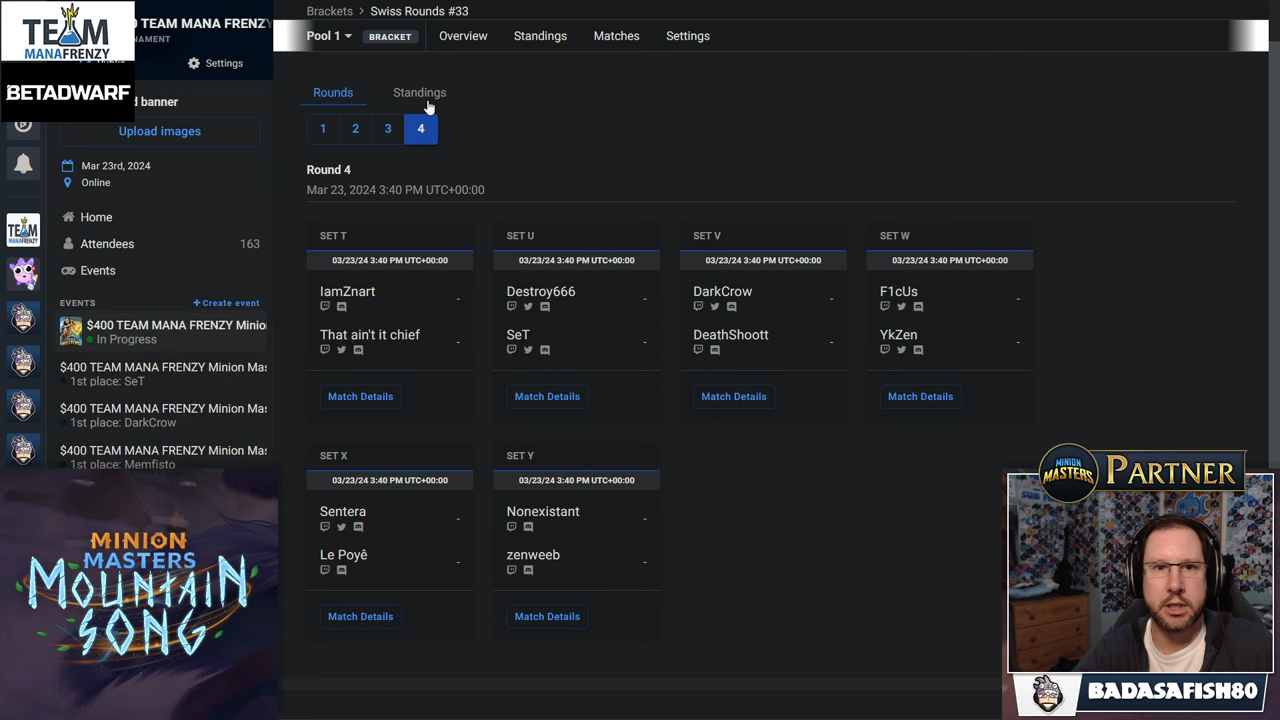 TEAM
MANAFRENZY
BETADWARF
0 TEAM MANA FRENZY
NAMENT
Settings
d banner
Upload images
Mar 23rd, 2024
Online
Home
Attendees 163
Events
EVENTS + Create event
$400 TEAM MANA FRENZY Minio
In Progress
$400 TEAM MANA FRENZY Minion Mas
1st place: SeT
$400 TEAM MANA FRENZY Minion Mas
1st place: DarkCrow
$400 TEAM MANA FRENZY Minion Mas
1st place: Memfisto
MINION
MASTERS
MOUNTAIN
SONG
Brackets > Swiss Rounds #33
Pool 1 BRACKET Overview Standings Matches Settings
Rounds Standings
1 2 3 4
Round 4
Mar 23, 2024 3:40 PM UTC+00:00
SET T
03/23/24 3:40 PM UTC+00:00
IamZnart -
That ain't it chief -
Match Details
SET U
03/23/24 3:40 PM UTC+00:00
Destroy666 -
SeT -
Match Details
SET V
03/23/24 3:40 PM UTC+00:00
DarkCrow -
DeathShoott -
Match Details
SET W
03/23/24 3:40 PM UTC+00:00
F1cUs -
YkZen -
Match Details
SET X
03/23/24 3:40 PM UTC+00:00
Sentera -
Le Poyê -
Match Details
SET Y
03/23/24 3:40 PM UTC+00:00
Nonexistant -
zenweeb -
Match Details
MINION
MASTERS
PARTNER
BADASAFISH80